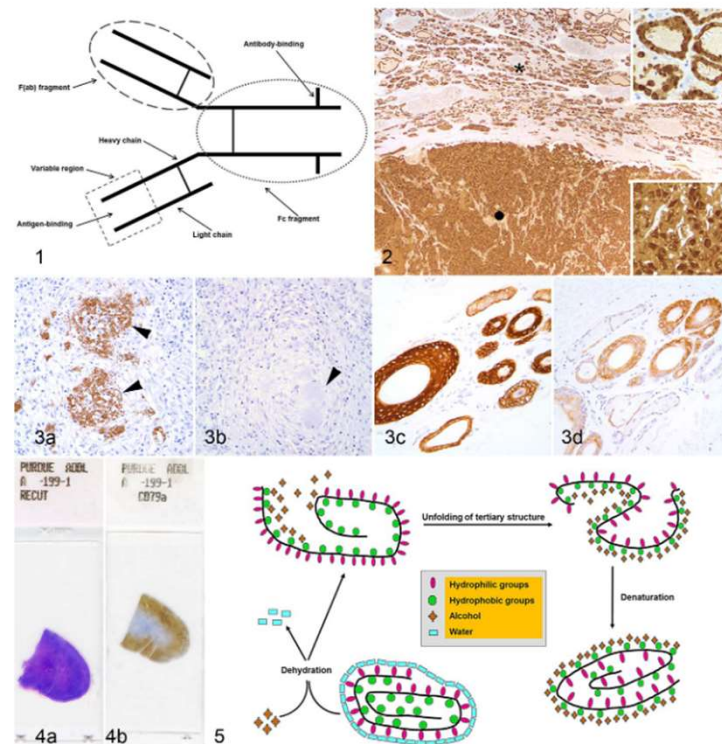 Antibody-binding
F(ab) fragment
Heavy chain
Variable region
Antigen-binding
Light chain
Fc fragment
1
*
2
3a
3b
3c
3d
PURDUE ADDL
A -199-1
RECUT
PURDUE ADDL
A -199-1
CD79a
4a
4b
5
Unfolding of tertiary structure
Hydrophilic groups
Hydrophobic groups
Alcohol
Water
Denaturation
Dehydration